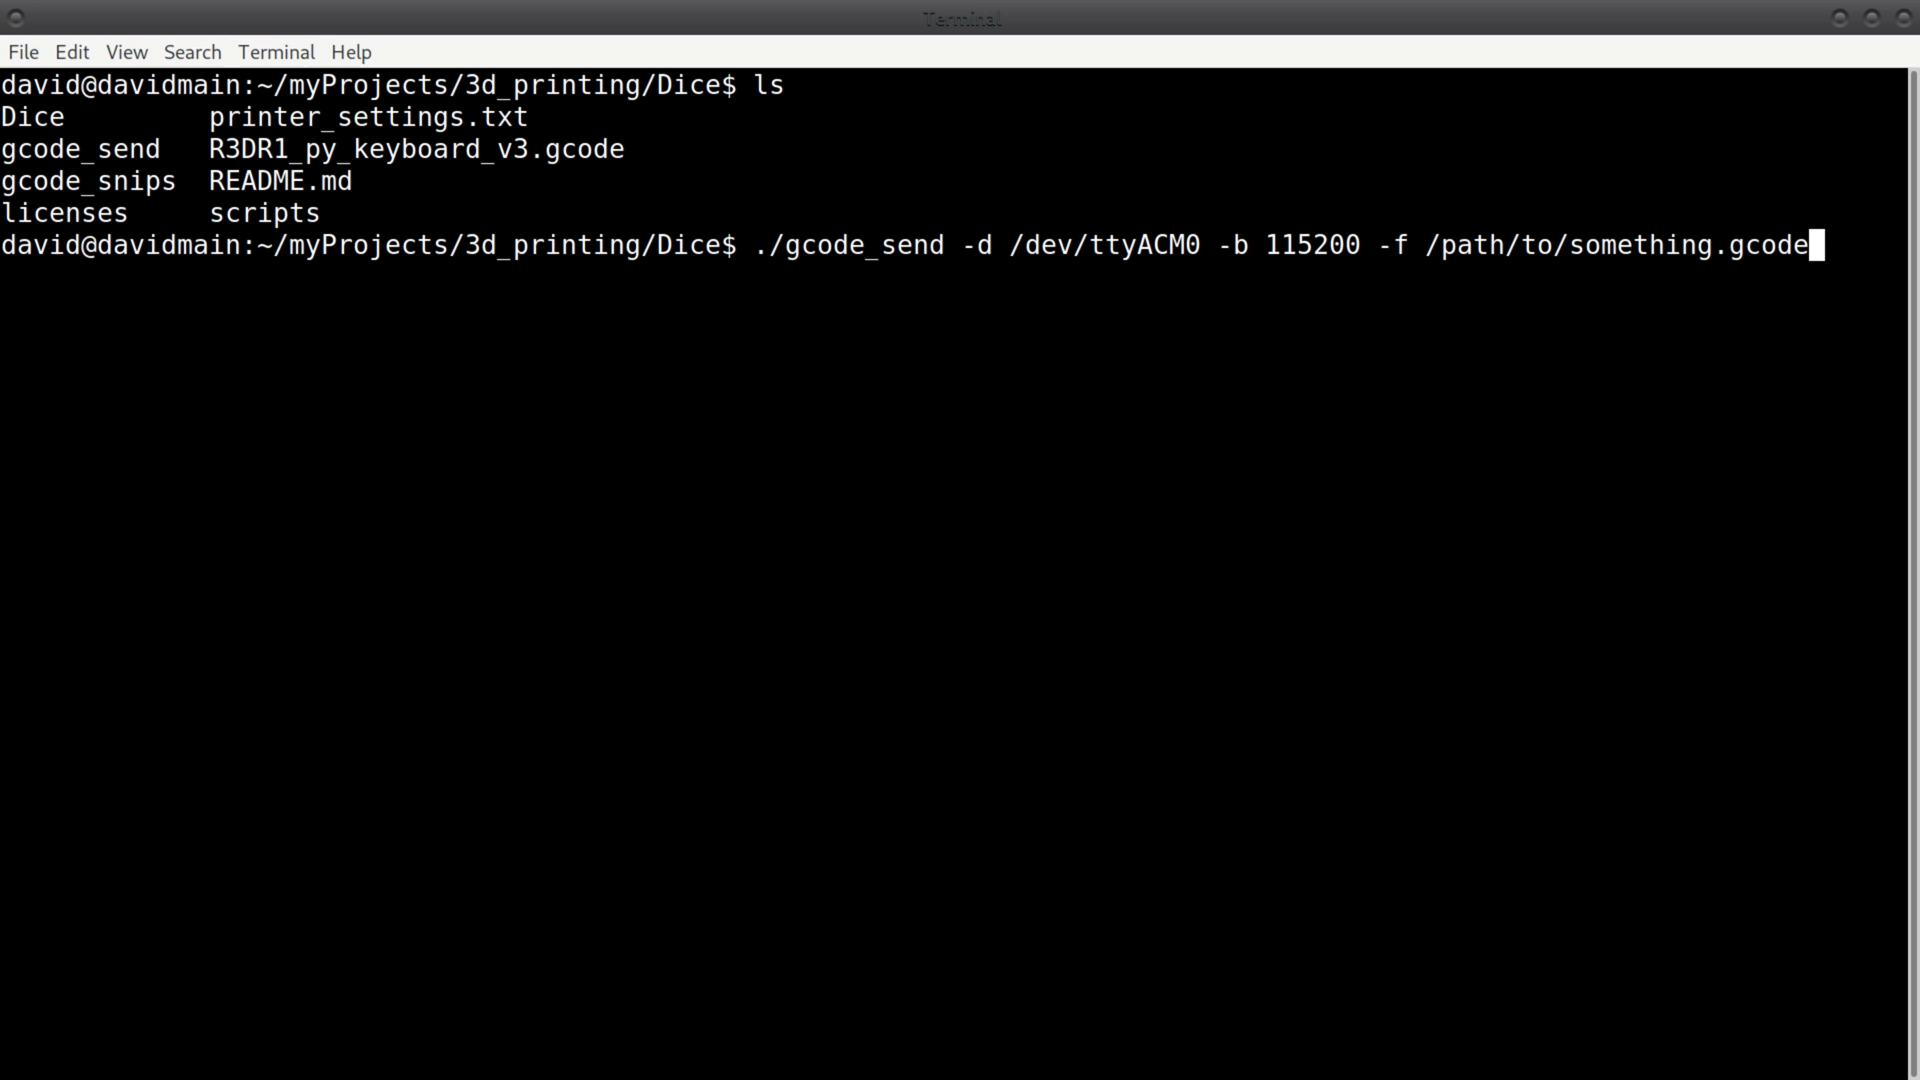 Terminal
File Edit View Search Terminal Help
david@davidmain:~/myProjects/3d_printing/Dice$ ls
Dice         printer_settings.txt
gcode_send   R3DR1_py_keyboard_v3.gcode
gcode_snips  README.md
licenses     scripts
david@davidmain:~/myProjects/3d_printing/Dice$ ./gcode_send -d /dev/ttyACM0 -b 115200 -f /path/to/something.gcode